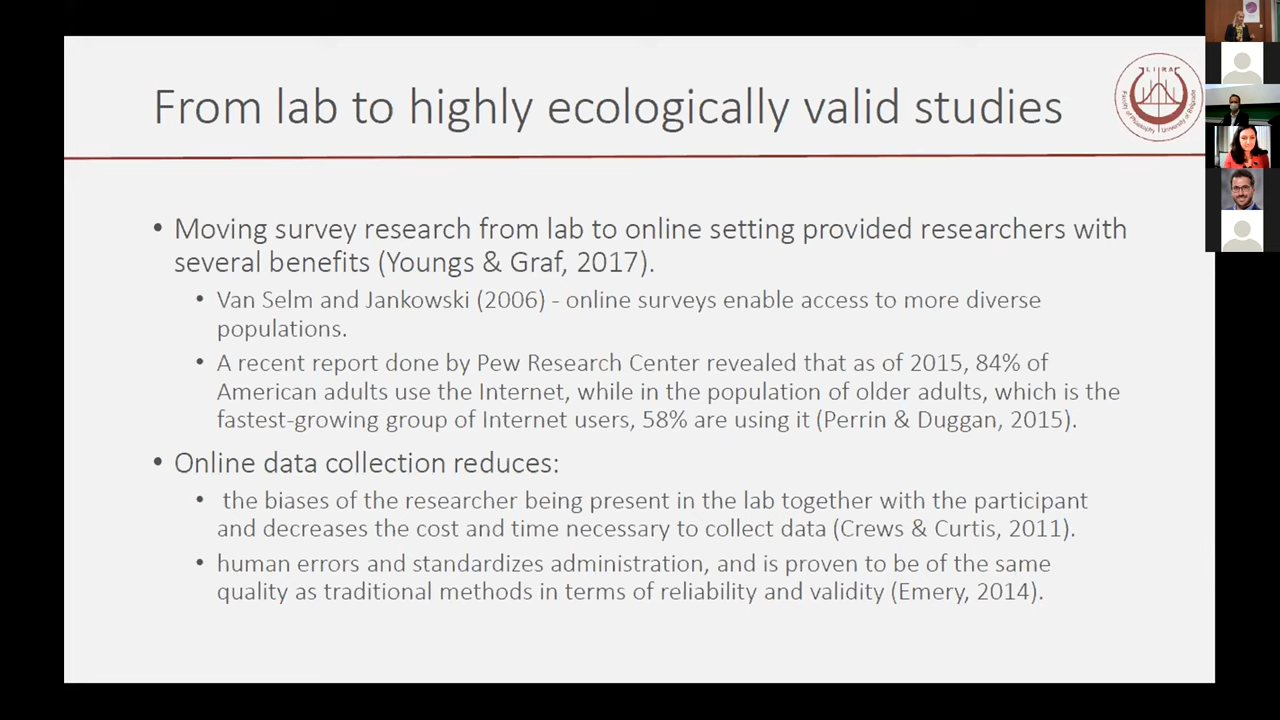 From lab to highly ecologically valid studies
LIRA
Faculty of Philosophy University of Belgrade
• Moving survey research from lab to online setting provided researchers with
several benefits (Youngs & Graf, 2017).
• Van Selm and Jankowski (2006) - online surveys enable access to more diverse
populations.
• A recent report done by Pew Research Center revealed that as of 2015, 84% of
American adults use the Internet, while in the population of older adults, which is the
fastest-growing group of Internet users, 58% are using it (Perrin & Duggan, 2015).
• Online data collection reduces:
• the biases of the researcher being present in the lab together with the participant
and decreases the cost and time necessary to collect data (Crews & Curtis, 2011).
• human errors and standardizes administration, and is proven to be of the same
quality as traditional methods in terms of reliability and validity (Emery, 2014).